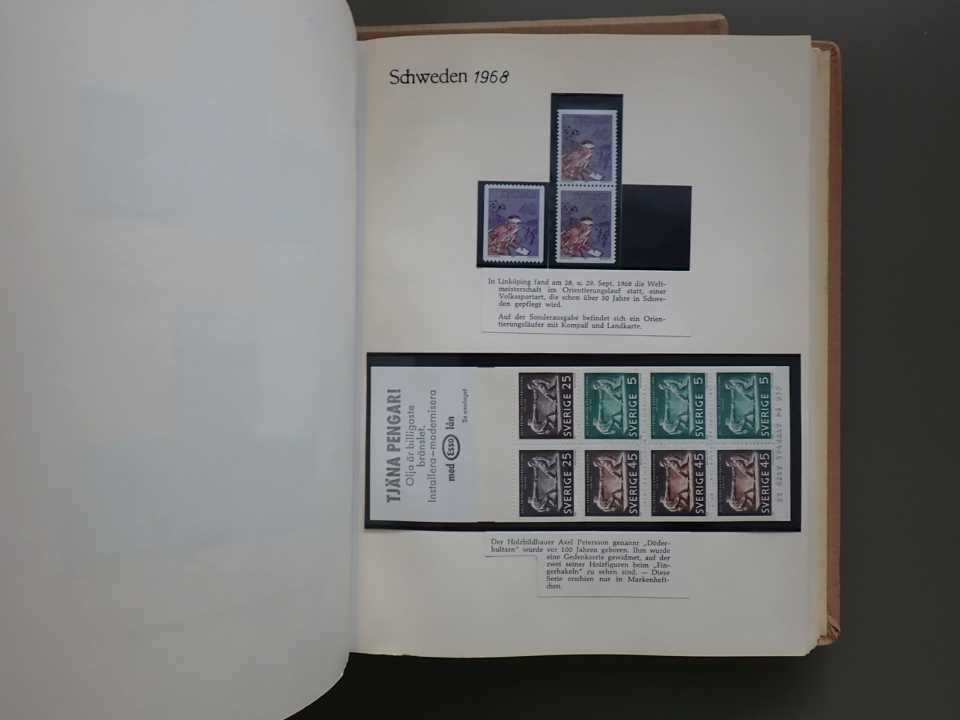 Schweden 1968
In Linköping fand am 28. u. 29. Sept. 1968 die Welt-
meisterschaft im Orientierungslauf statt, einer
Volkssportart, die schon über 50 Jahre in Schwe-
den gepflegt wird.
Auf der Sonderausgabe befindet sich ein Orien-
tierungsläufer mit Kompaß und Landkarte.
TJÄNA PENGAR!
Olja är billigaste
bränslet.
Installera-modernisera
med Esso lån
Se omslaget
SVERIGE 25
SVERIGE 5
SVERIGE 5
SVERIGE 5
SVERIGE 25
SVERIGE 45
SVERIGE 45
SVERIGE 45
Der Holzbildhauer Axel Petersson genannt „Döder-
hultarn" wurde vor 100 Jahren geboren. Ihm wurde
eine Gedenkserie gewidmet, auf der
zwei seiner Holzfiguren beim „Fin-
gerhakeln" zu sehen sind. — Diese
Serie erschien nur in Markenheft-
chen.